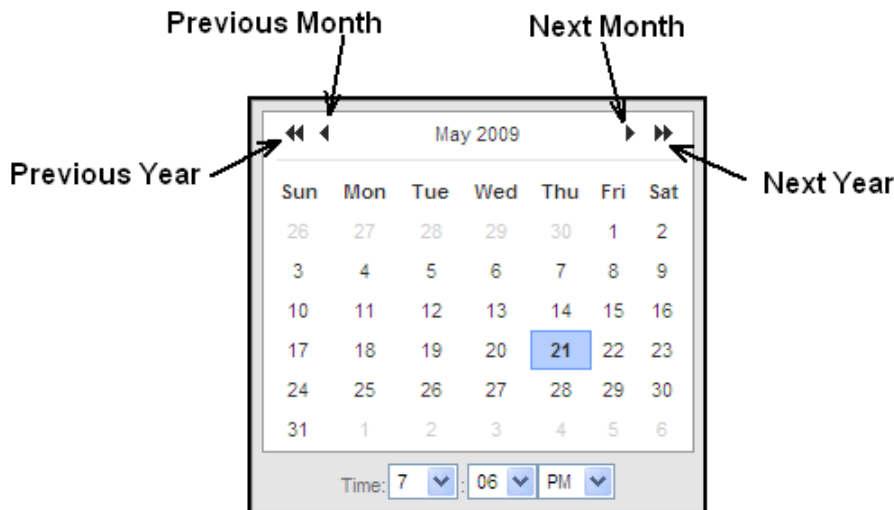 Previous Month Next Month
May 2009
Previous Year Next Year
Sun Mon Tue Wed Thu Fri Sat
26 27 28 29 30 1 2
3 4 5 6 7 8 9
10 11 12 13 14 15 16
17 18 19 20 21 22 23
24 25 26 27 28 29 30
31 1 2 3 4 5 6
Time: 7 : 06 PM